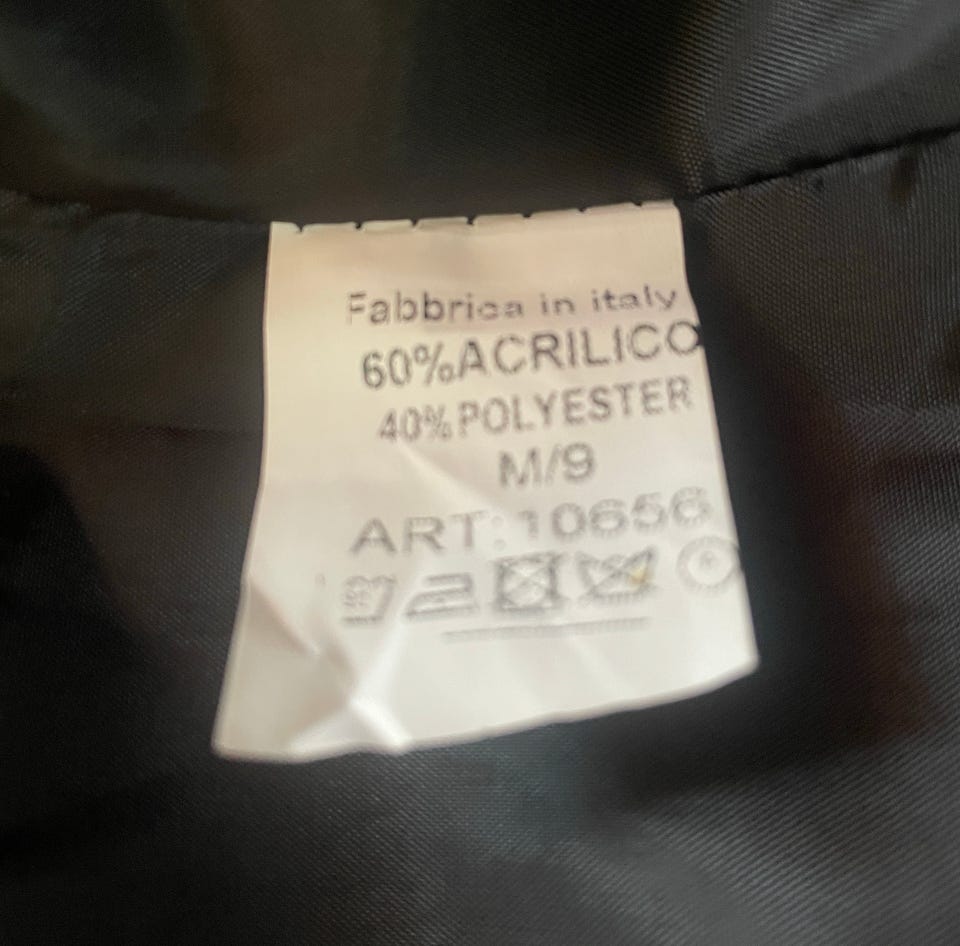 Fabbrica in italy
60%ACRILICO
40%POLYESTER
M/9
ART:10656